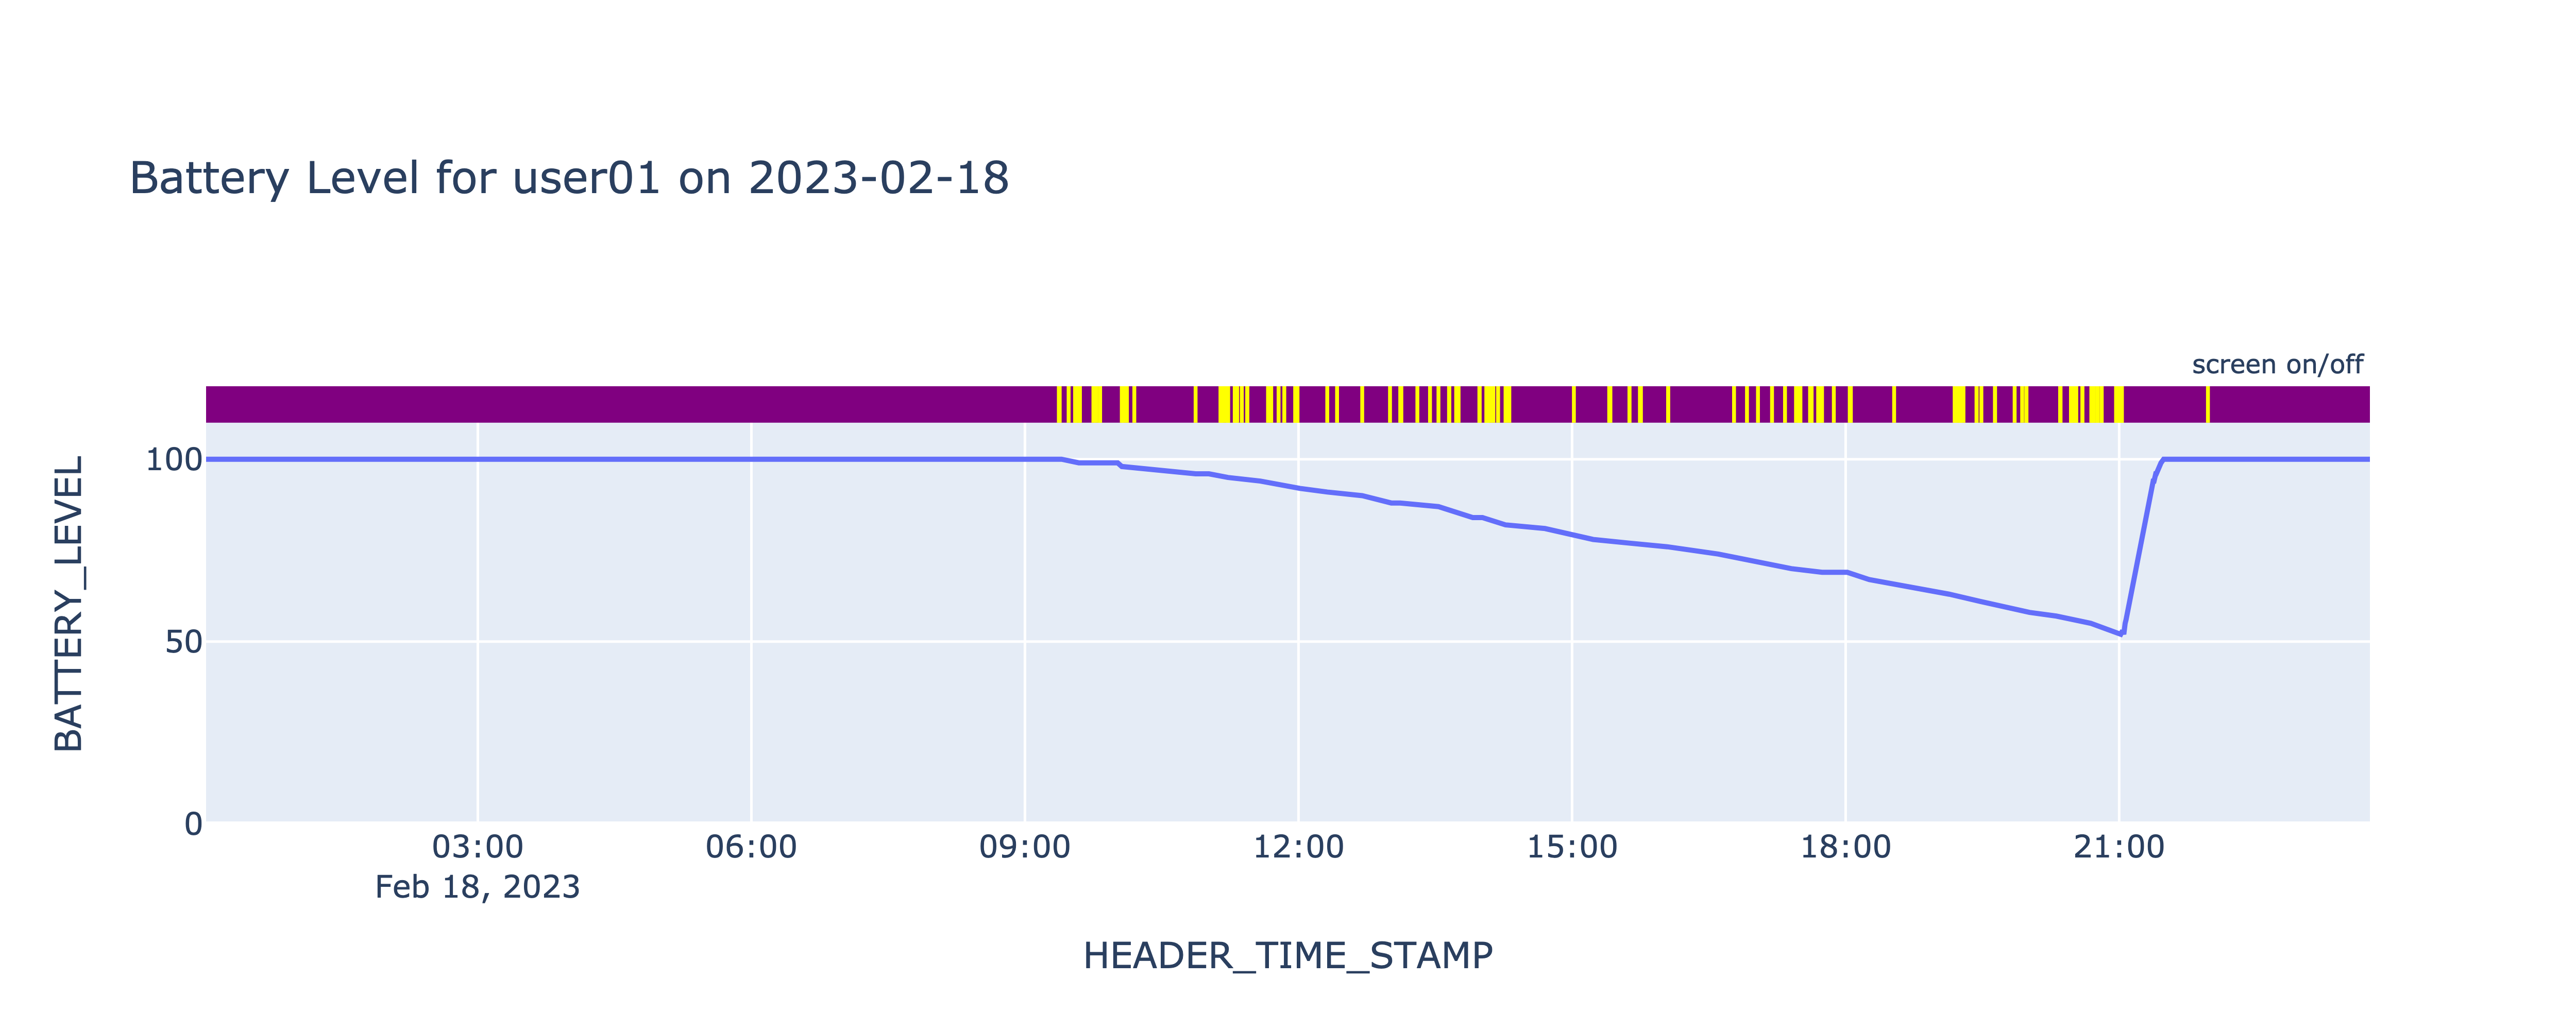 Battery Level for user01 on 2023-02-18
screen on/off
BATTERY_LEVEL
100
50
0
03:00 06:00 09:00 12:00 15:00 18:00 21:00
Feb 18, 2023
HEADER_TIME_STAMP